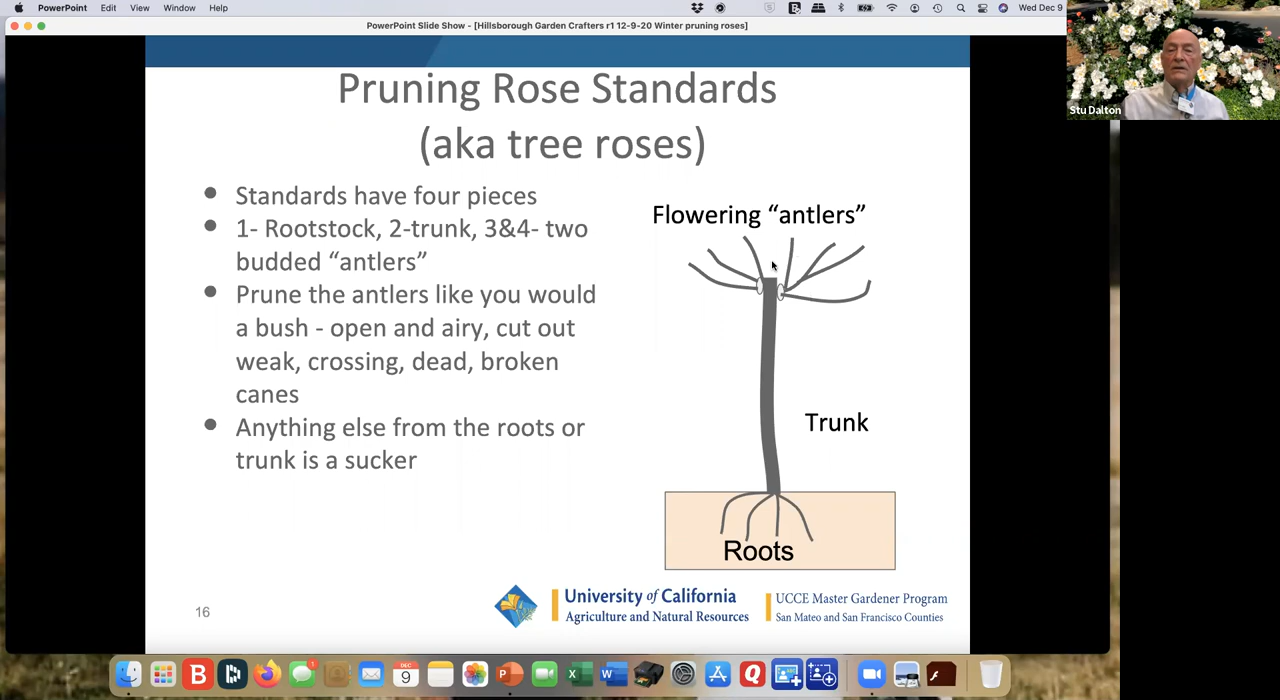 PowerPoint Edit View Window Help
Wed Dec 9
PowerPoint Slide Show - [Hillsborough Garden Crafters r1 12-9-20 Winter pruning roses]
Stu Dalton
Pruning Rose Standards
(aka tree roses)
Standards have four pieces
1- Rootstock, 2-trunk, 3&4- two
budded “antlers”
Prune the antlers like you would
a bush - open and airy, cut out
weak, crossing, dead, broken
canes
Anything else from the roots or
trunk is a sucker
Flowering “antlers”
Trunk
Roots
16
University of California
Agriculture and Natural Resources
UCCE Master Gardener Program
San Mateo and San Francisco Counties
DEC
9